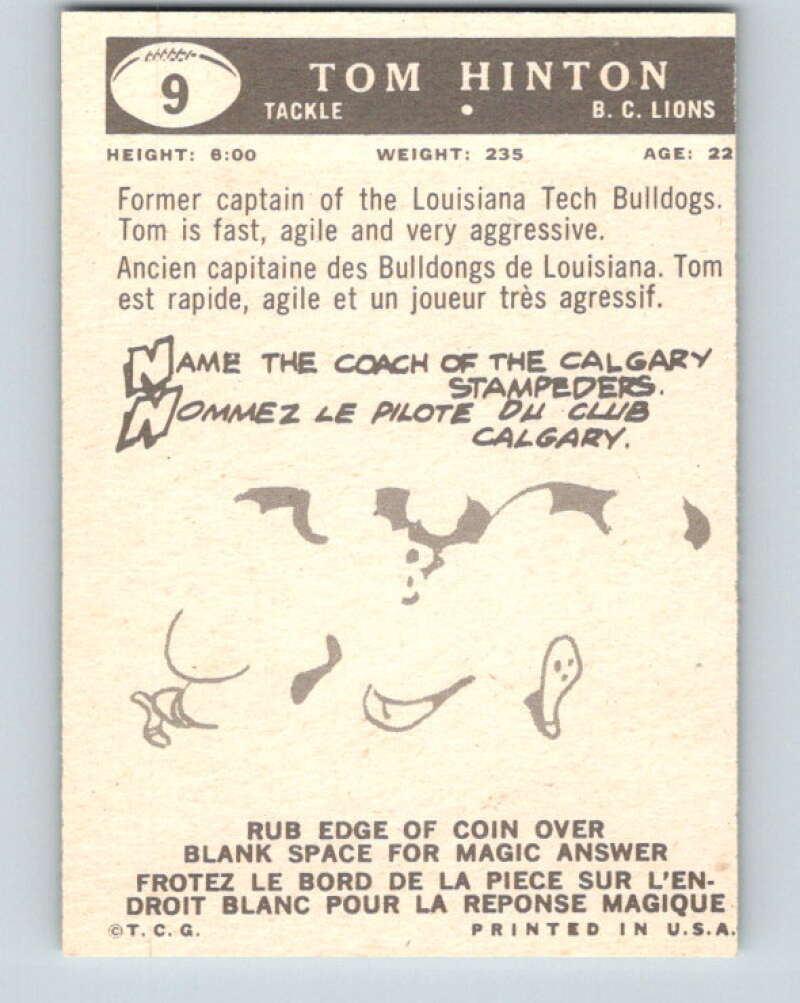 9
TOM HINTON
TACKLE • B. C. LIONS
HEIGHT: 6:00 WEIGHT: 235 AGE: 22
Former captain of the Louisiana Tech Bulldogs.
Tom is fast, agile and very aggressive.
Ancien capitaine des Bulldongs de Louisiana. Tom
est rapide, agile et un joueur très agressif.
NAME THE COACH OF THE CALGARY
STAMPEDERS.
NOMMEZ LE PILOTE DU CLUB
CALGARY.
RUB EDGE OF COIN OVER
BLANK SPACE FOR MAGIC ANSWER
FROTEZ LE BORD DE LA PIECE SUR L'EN-
DROIT BLANC POUR LA REPONSE MAGIQUE
©T. C. G. PRINTED IN U.S.A.